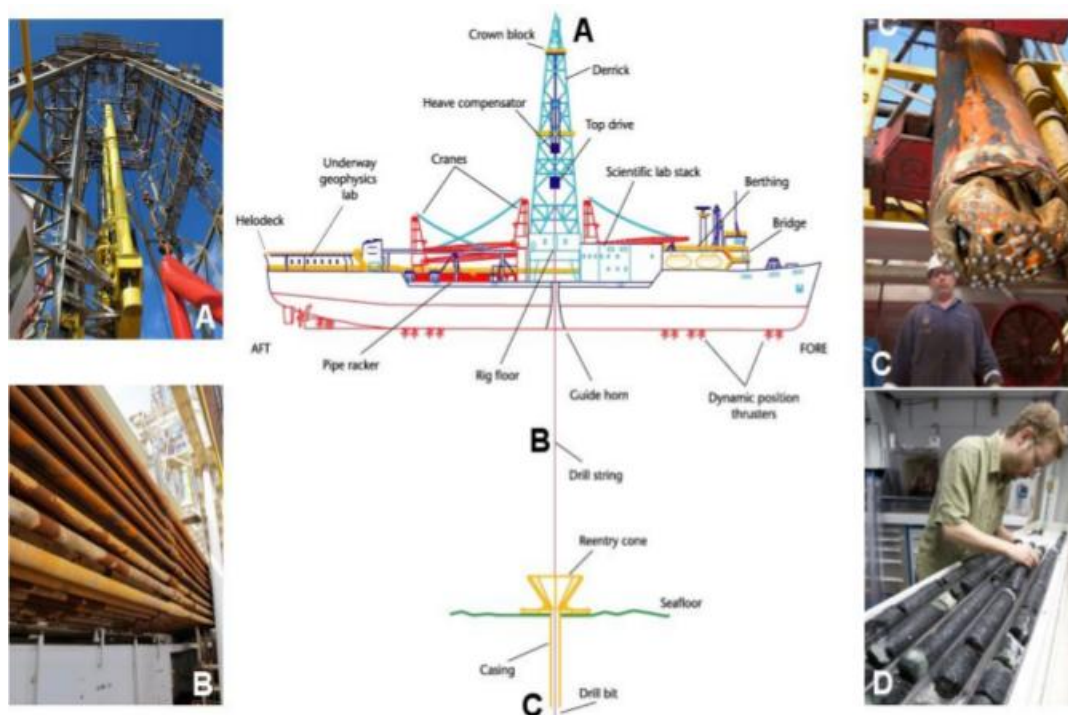 A
Crown block
Derrick
Heave compensator
Top drive
Cranes
Scientific lab stack
Underway
geophysics
lab
Berthing
Helodeck
Bridge
A
AFT
Pipe racker
Rig floor
Guide horn
FORE
Dynamic position
thrusters
C
C
B
Drill string
Reentry cone
Seafloor
Casing
C
Drill bit
B
D